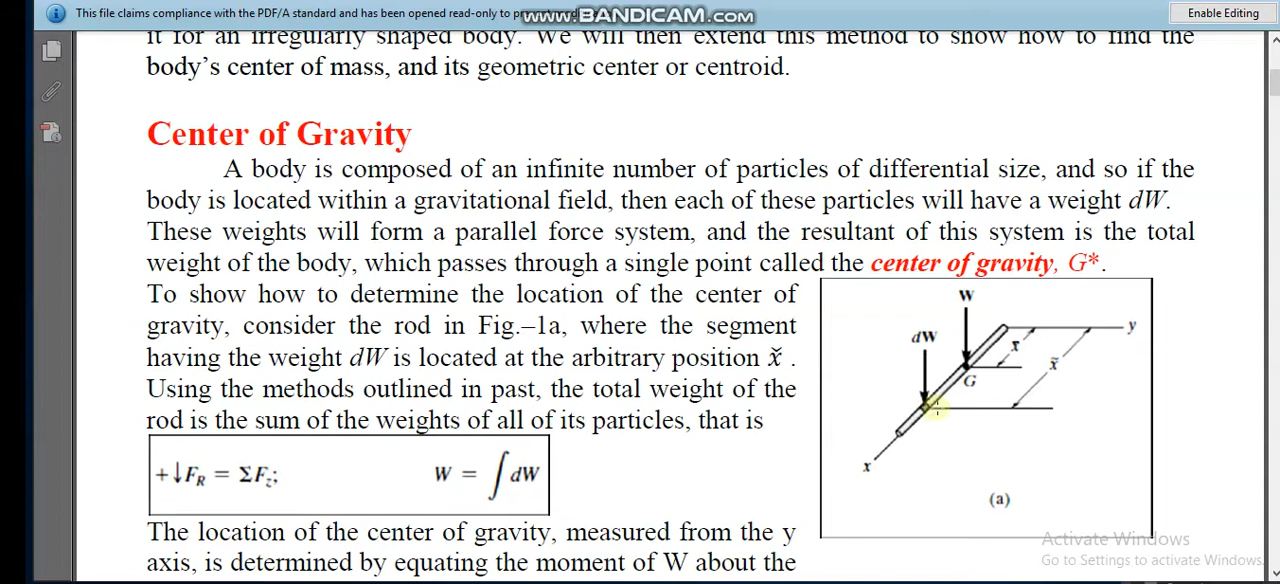 This file claims compliance with the PDF/A standard and has been opened read-only to pr
www.BANDICAM.com
Enable Editing
it for an irregularly shaped body. We will then extend this method to show how to find the
body's center of mass, and its geometric center or centroid.
Center of Gravity
A body is composed of an infinite number of particles of differential size, and so if the
body is located within a gravitational field, then each of these particles will have a weight dW.
These weights will form a parallel force system, and the resultant of this system is the total
weight of the body, which passes through a single point called the center of gravity, G*.
To show how to determine the location of the center of
gravity, consider the rod in Fig.–1a, where the segment
having the weight dW is located at the arbitrary position x̌ .
Using the methods outlined in past, the total weight of the
rod is the sum of the weights of all of its particles, that is
+↓F_R = ΣF_z; W = ∫dW
The location of the center of gravity, measured from the y
axis, is determined by equating the moment of W about the
W
y
dW
x̄
x̃
G
x
(a)
Activate Windows
Go to Settings to activate Windows.